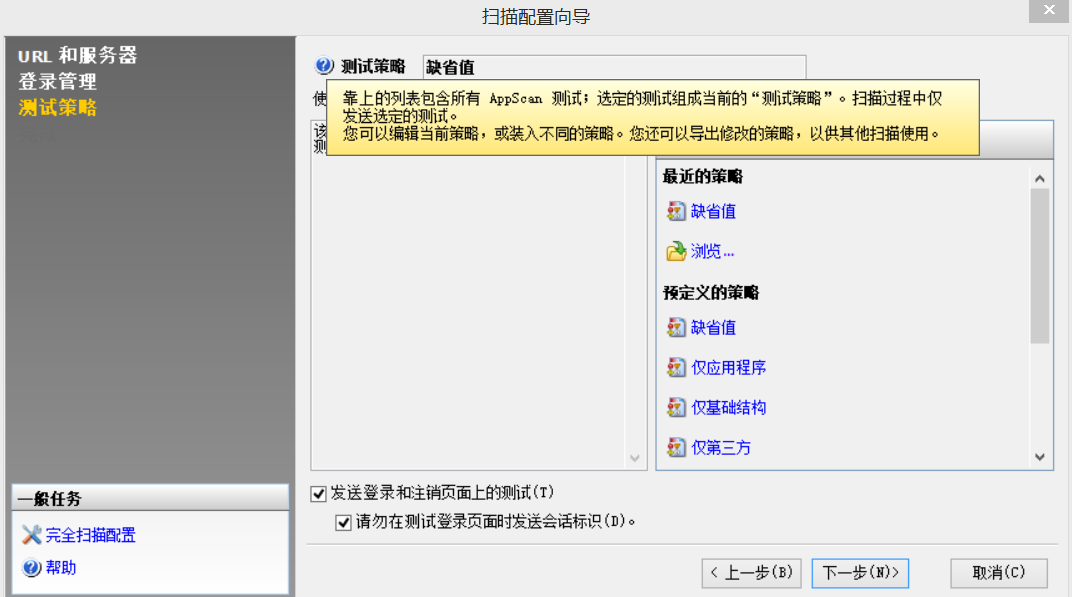 扫描配置向导
URL 和服务器
登录管理
测试策略
测试策略
缺省值
使
靠上的列表包含所有 AppScan 测试；选定的测试组成当前的“测试策略”。扫描过程中仅
发送选定的测试。
您可以编辑当前策略，或装入不同的策略。您还可以导出修改的策略，以供其他扫描使用。
该
测
最近的策略
缺省值
浏览...
预定义的策略
缺省值
仅应用程序
仅基础结构
仅第三方
发送登录和注销页面上的测试(T)
请勿在测试登录页面时发送会话标识(D)。
一般任务
完全扫描配置
帮助
< 上一步(B)
下一步(N)>
取消(C)